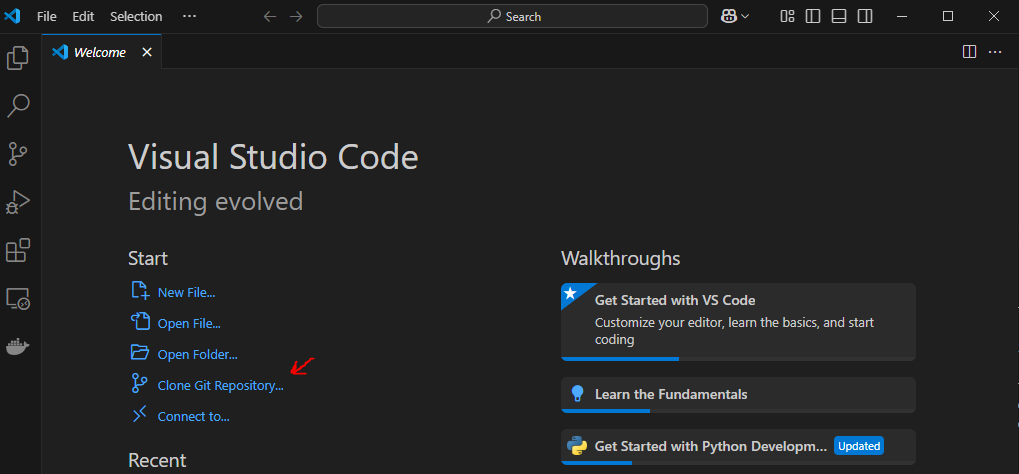 File Edit Selection ··· Search
Welcome
Visual Studio Code
Editing evolved
Start
New File...
Open File...
Open Folder...
Clone Git Repository...
Connect to...
Recent
Walkthroughs
Get Started with VS Code
Customize your editor, learn the basics, and start
coding
Learn the Fundamentals
Get Started with Python Developm... Updated